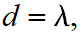 d = λ,